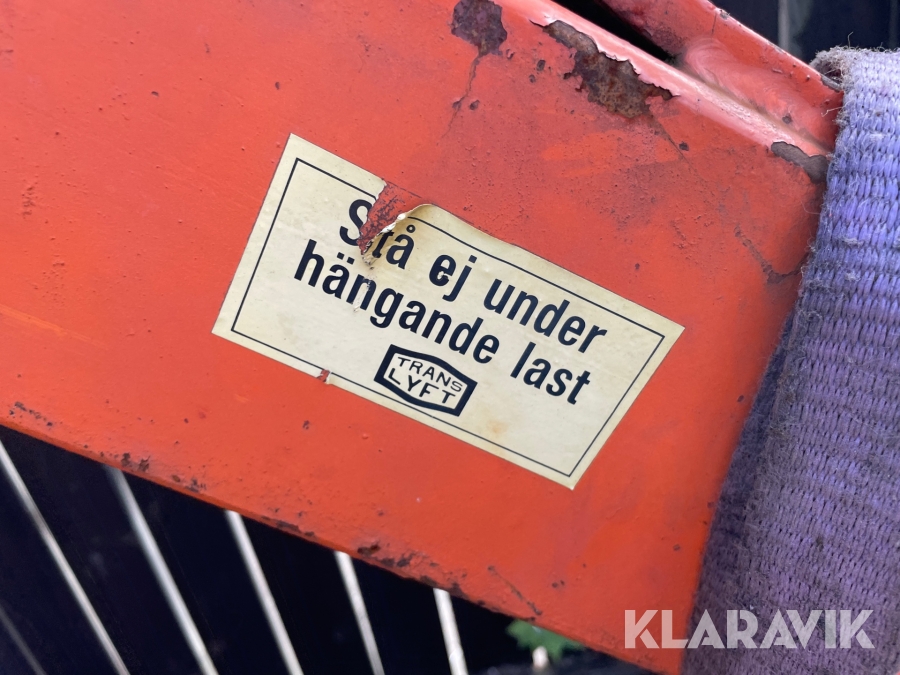 Stå ej under
hängande last
TRANS
LYFT
KLARAVIK